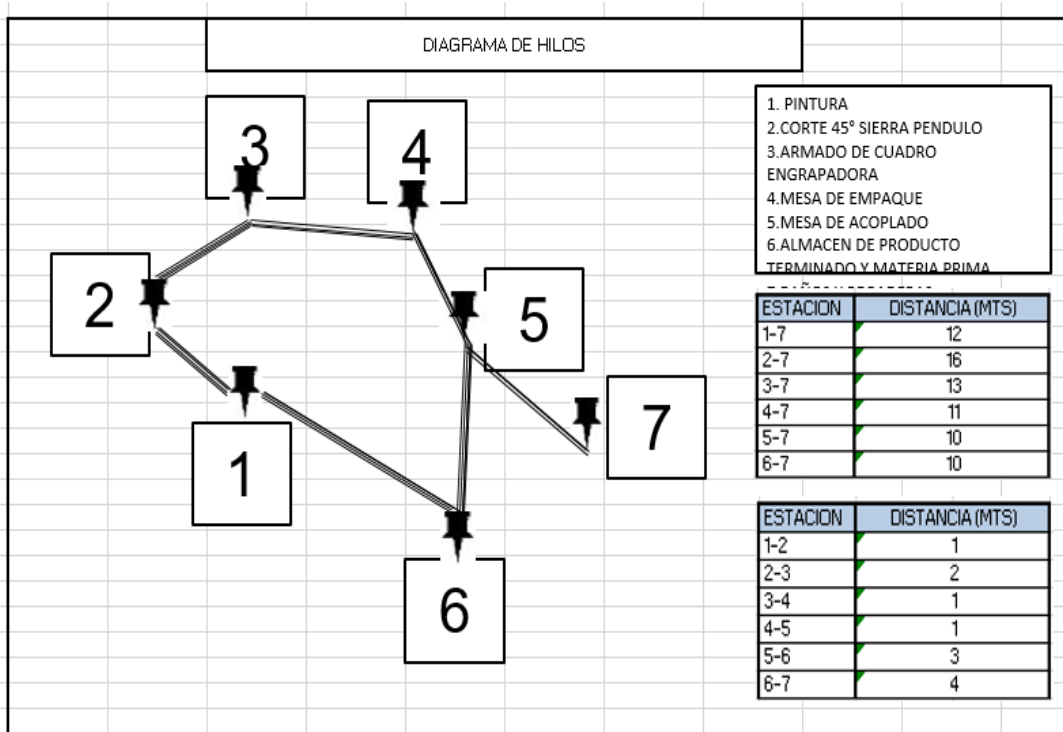 DIAGRAMA DE HILOS
3
4
2
5
7
1
6
1. PINTURA
2.CORTE 45° SIERRA PENDULO
3.ARMADO DE CUADRO
ENGRAPADORA
4.MESA DE EMPAQUE
5.MESA DE ACOPLADO
6.ALMACEN DE PRODUCTO
TERMINADO Y MATERIA PRIMA
ESTACION DISTANCIA (MTS)
1-7 12
2-7 16
3-7 13
4-7 11
5-7 10
6-7 10
ESTACION DISTANCIA (MTS)
1-2 1
2-3 2
3-4 1
4-5 1
5-6 3
6-7 4